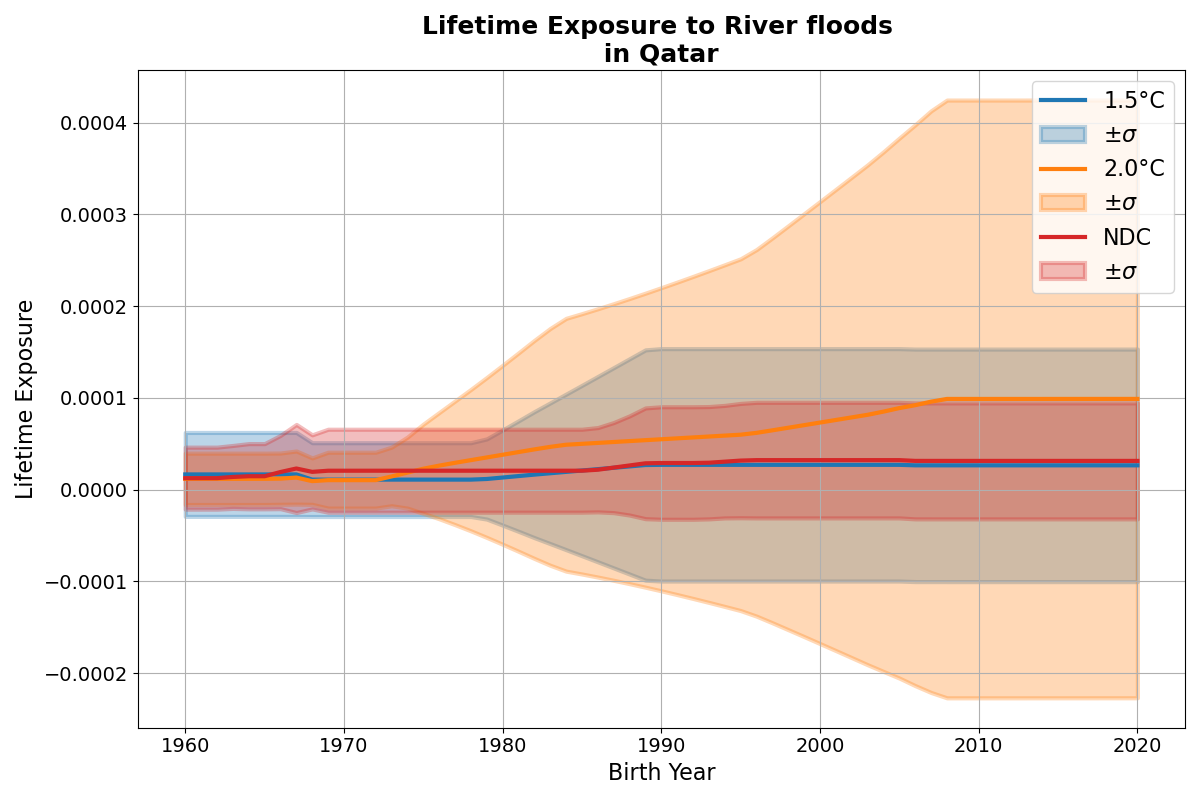 Lifetime Exposure to River floods
in Qatar
0.0004
0.0003
0.0002
0.0001
0.0000
−0.0001
−0.0002
Lifetime Exposure
1960
1970
1980
1990
2000
2010
2020
Birth Year
1.5°C
±σ
2.0°C
±σ
NDC
±σ